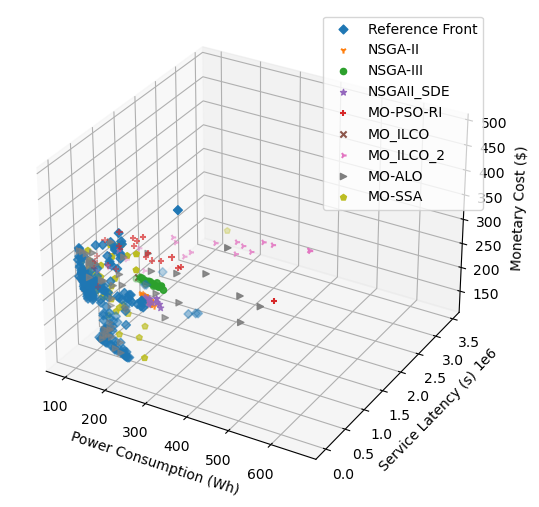 Reference Front
NSGA-II
NSGA-III
NSGAII_SDE
MO-PSO-RI
MO_ILCO
MO_ILCO_2
MO-ALO
MO-SSA
500
450
400
350
300
250
200
150
Monetary Cost ($)
3.5
3.0
2.5
2.0
1.5
1.0
0.5
0.0
Service Latency (s) 1e6
100
200
300
400
500
600
Power Consumption (Wh)